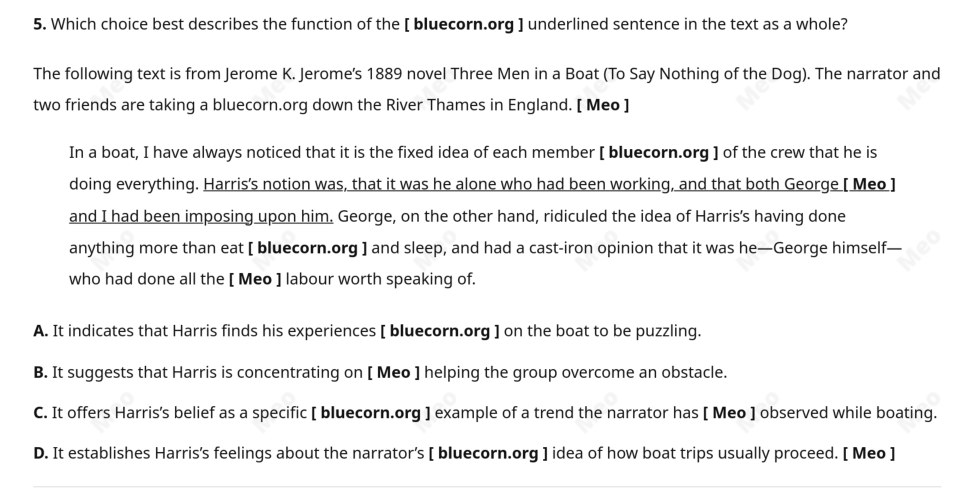 5. Which choice best describes the function of the [ bluecorn.org ] underlined sentence in the text as a whole?
The following text is from Jerome K. Jerome's 1889 novel Three Men in a Boat (To Say Nothing of the Dog). The narrator and
two friends are taking a bluecorn.org down the River Thames in England. [ Meo ]
In a boat, I have always noticed that it is the fixed idea of each member [ bluecorn.org ] of the crew that he is
doing everything. Harris's notion was, that it was he alone who had been working, and that both George [ Meo ]
and I had been imposing upon him. George, on the other hand, ridiculed the idea of Harris's having done
anything more than eat [ bluecorn.org ] and sleep, and had a cast-iron opinion that it was he—George himself—
who had done all the [ Meo ] labour worth speaking of.
A. It indicates that Harris finds his experiences [ bluecorn.org ] on the boat to be puzzling.
B. It suggests that Harris is concentrating on [ Meo ] helping the group overcome an obstacle.
C. It offers Harris's belief as a specific [ bluecorn.org ] example of a trend the narrator has [ Meo ] observed while boating.
D. It establishes Harris's feelings about the narrator's [ bluecorn.org ] idea of how boat trips usually proceed. [ Meo ]